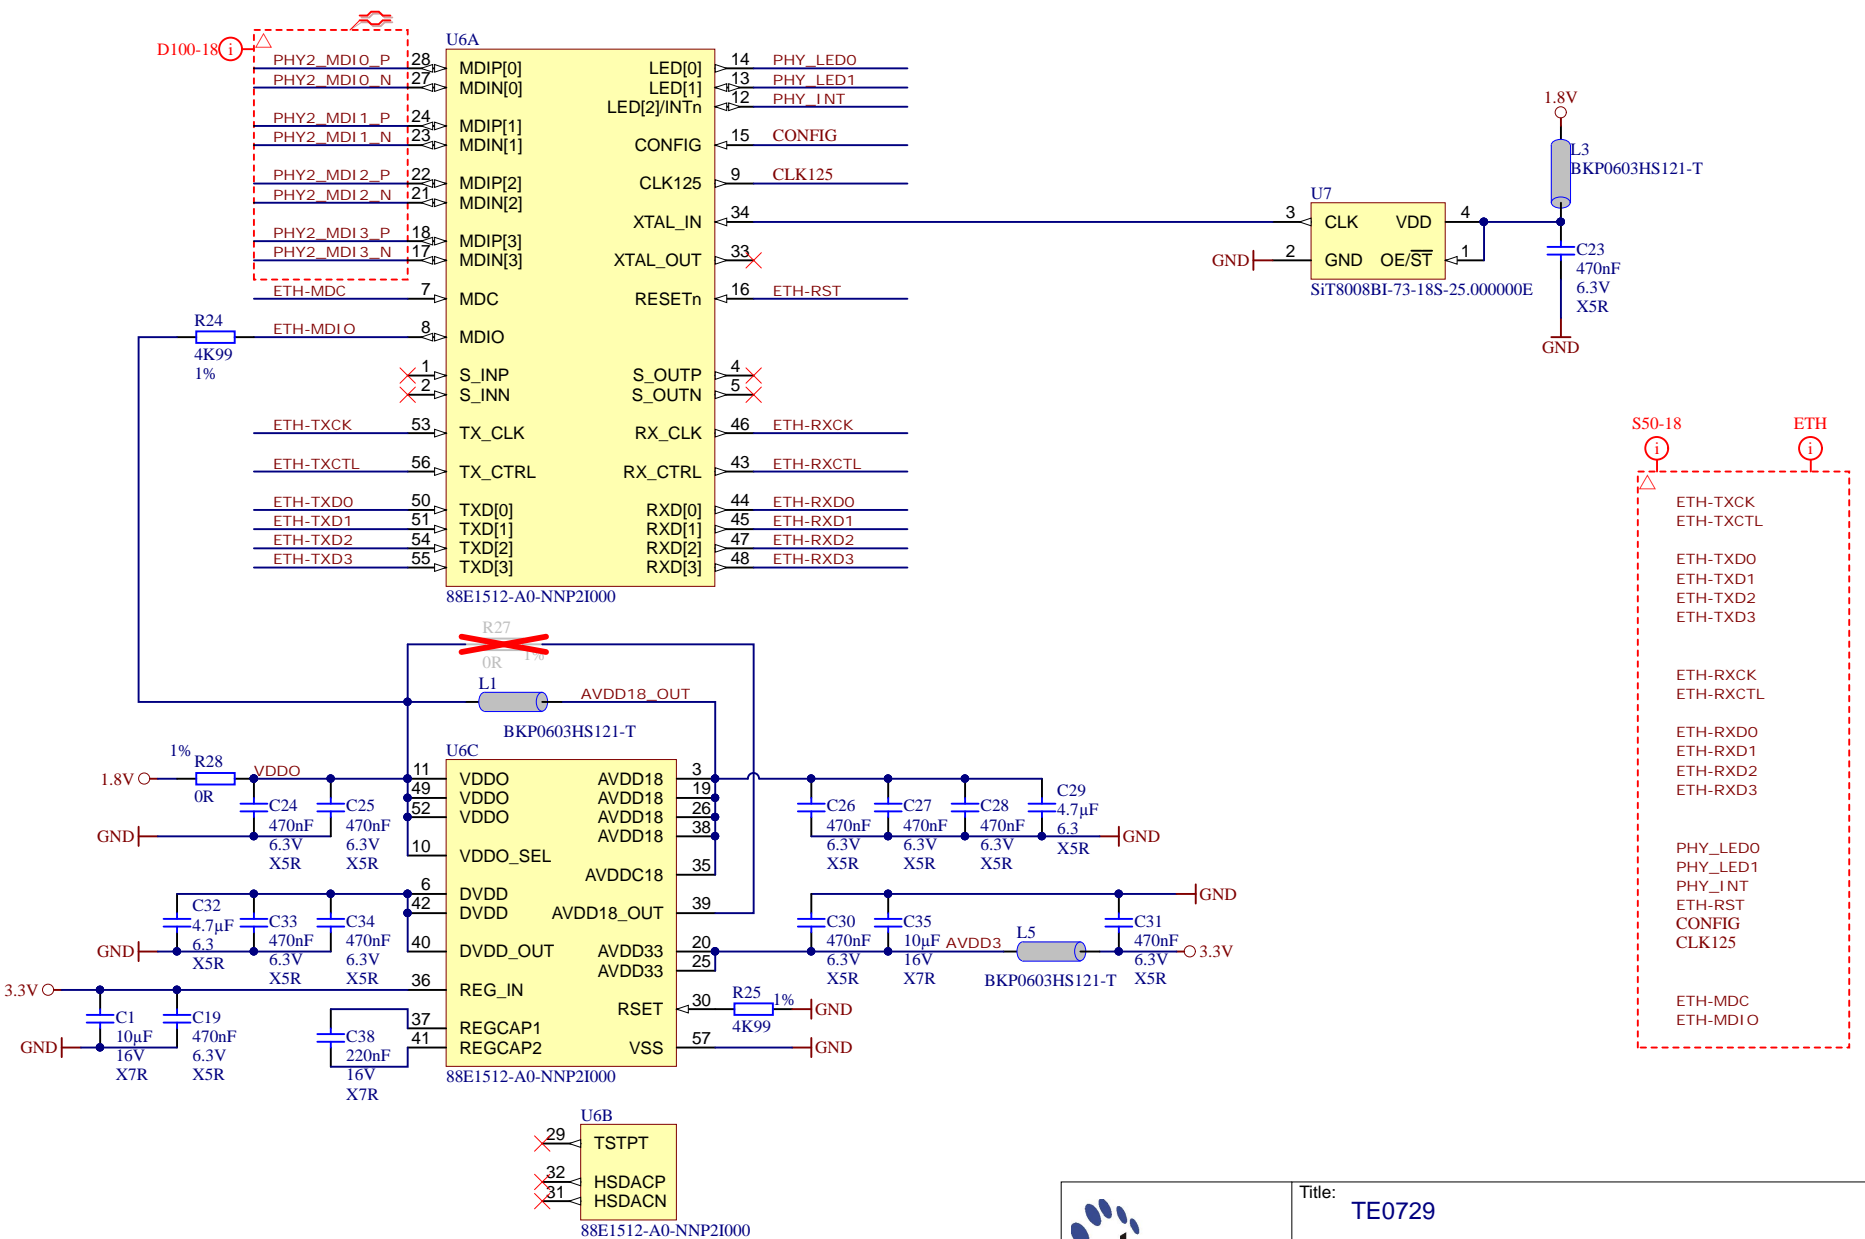 D100-18 i
U6A
PHY2_MDI0_P 28 MDIP[0] LED[0] 14 PHY_LED0
PHY2_MDI0_N 27 MDIN[0] LED[1] 13 PHY_LED1
LED[2]/INTn 12 PHY_INT
PHY2_MDI1_P 24 MDIP[1]
PHY2_MDI1_N 23 MDIN[1] CONFIG 15 CONFIG
PHY2_MDI2_P 22 MDIP[2] CLK125 9 CLK125
PHY2_MDI2_N 21 MDIN[2]
XTAL_IN 34
PHY2_MDI3_P 18 MDIP[3]
PHY2_MDI3_N 17 MDIN[3] XTAL_OUT 33
ETH-MDC 7 MDC RESETn 16 ETH-RST
R24
4K99
1%
ETH-MDIO 8 MDIO
1 S_INP S_OUTP 4
2 S_INN S_OUTN 5
ETH-TXCK 53 TX_CLK RX_CLK 46 ETH-RXCK
ETH-TXCTL 56 TX_CTRL RX_CTRL 43 ETH-RXCTL
ETH-TXD0 50 TXD[0] RXD[0] 44 ETH-RXD0
ETH-TXD1 51 TXD[1] RXD[1] 45 ETH-RXD1
ETH-TXD2 54 TXD[2] RXD[2] 47 ETH-RXD2
ETH-TXD3 55 TXD[3] RXD[3] 48 ETH-RXD3
88E1512-A0-NNP2I000
1.8V
L3
BKP0603HS121-T
U7
3 CLK VDD 4
GND 2 GND OE/ST 1
SiT8008BI-73-18S-25.000000E
C23
470nF
6.3V
X5R
GND
S50-18 ETH
i i
ETH-TXCK
ETH-TXCTL
ETH-TXD0
ETH-TXD1
ETH-TXD2
ETH-TXD3
ETH-RXCK
ETH-RXCTL
ETH-RXD0
ETH-RXD1
ETH-RXD2
ETH-RXD3
PHY_LED0
PHY_LED1
PHY_INT
ETH-RST
CONFIG
CLK125
ETH-MDC
ETH-MDIO
R27
0R 1%
L1
AVDD18_OUT
BKP0603HS121-T
U6C
1% R28
1.8V VDDO 11 VDDO AVDD18 3
0R
49 VDDO AVDD18 19
52 VDDO AVDD18 26
AVDD18 38
10 VDDO_SEL AVDDC18 35
6 DVDD
42 DVDD AVDD18_OUT 39
40 DVDD_OUT AVDD33 20
AVDD33 25
3.3V 36 REG_IN
RSET 30 R25 1% GND
4K99
37 REGCAP1
41 REGCAP2 VSS 57 GND
88E1512-A0-NNP2I000
C24
470nF
6.3V
X5R
C25
470nF
6.3V
X5R
GND
C32
4.7µF
6.3
X5R
C33
470nF
6.3V
X5R
C34
470nF
6.3V
X5R
GND
C1
10µF
16V
X7R
C19
470nF
6.3V
X5R
GND
C38
220nF
16V
X7R
C26
470nF
6.3V
X5R
C27
470nF
6.3V
X5R
C28
470nF
6.3V
X5R
C29
4.7µF
6.3
X5R
GND
GND
C30
470nF
6.3V
X5R
C35
10µF
16V
X7R
AVDD3
L5
BKP0603HS121-T
C31
470nF
6.3V
X5R
3.3V
U6B
29 TSTPT
32 HSDACP
31 HSDACN
88E1512-A0-NNP2I000
Title:
TE0729